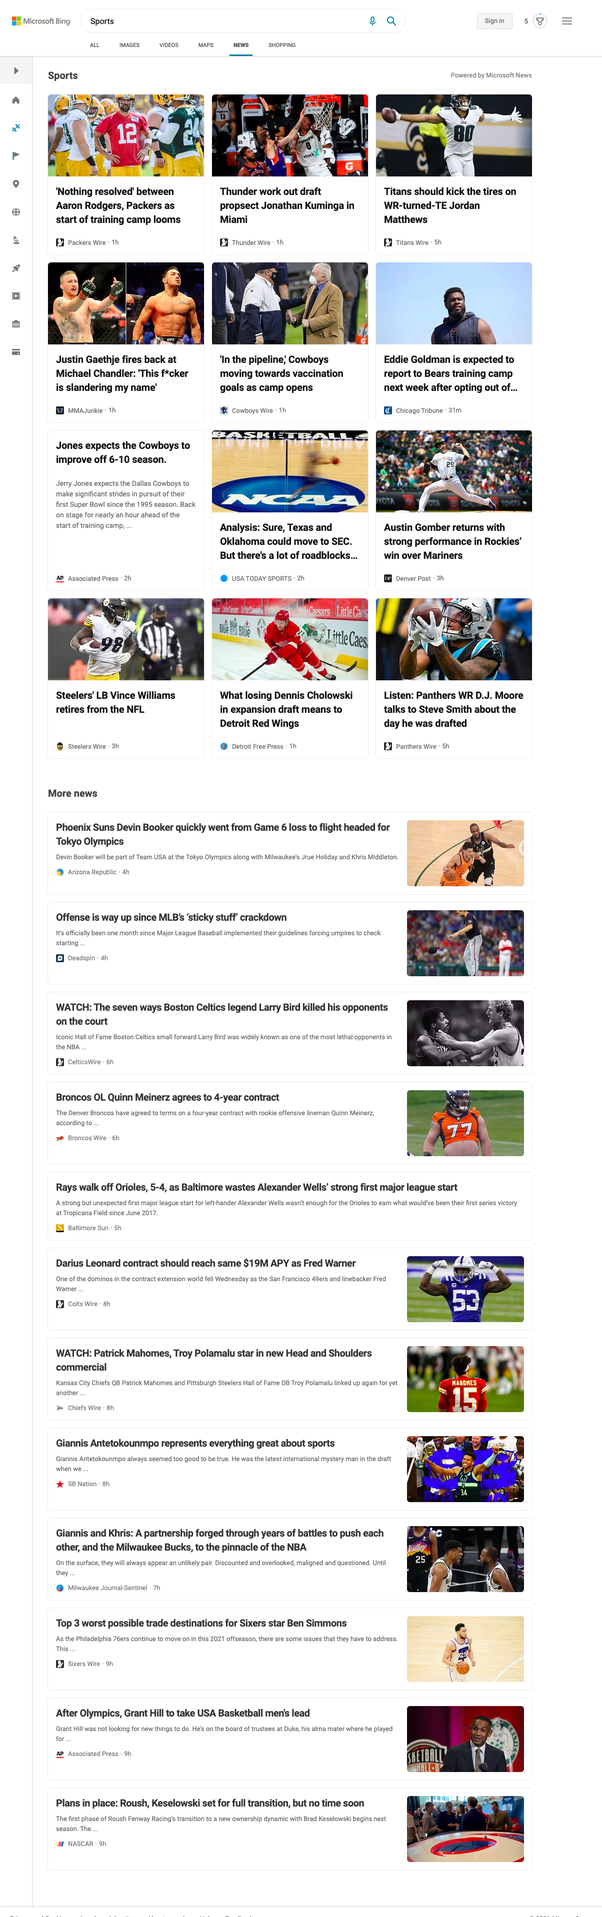 Microsoft Bing
Sports
Sign in
5
ALL IMAGES VIDEOS MAPS NEWS SHOPPING
Sports
Powered by Microsoft News
'Nothing resolved' between
Aaron Rodgers, Packers as
start of training camp looms
Packers Wire · 1h
Thunder work out draft
propsect Jonathan Kuminga in
Miami
Thunder Wire · 1h
Titans should kick the tires on
WR-turned-TE Jordan
Matthews
Titans Wire · 5h
Justin Gaethje fires back at
Michael Chandler: 'This f*cker
is slandering my name'
MMAJunkie · 1h
'In the pipeline,' Cowboys
moving towards vaccination
goals as camp opens
Cowboys Wire · 1h
Eddie Goldman is expected to
report to Bears training camp
next week after opting out of...
Chicago Tribune · 31m
Jones expects the Cowboys to
improve off 6-10 season.
Jerry Jones expects the Dallas Cowboys to
make significant strides in pursuit of their
first Super Bowl since the 1995 season. Back
on stage for nearly an hour ahead of the
start of training camp, ...
AP Associated Press · 2h
BASKETBALL
NCAA
Analysis: Sure, Texas and
Oklahoma could move to SEC.
But there's a lot of roadblocks...
USA TODAY SPORTS · 2h
Austin Gomber returns with
strong performance in Rockies'
win over Mariners
Denver Post · 3h
Steelers' LB Vince Williams
retires from the NFL
Steelers Wire · 3h
What losing Dennis Cholowski
in expansion draft means to
Detroit Red Wings
Detroit Free Press · 1h
Listen: Panthers WR D.J. Moore
talks to Steve Smith about the
day he was drafted
Panthers Wire · 5h
More news
Phoenix Suns Devin Booker quickly went from Game 6 loss to flight headed for
Tokyo Olympics
Devin Booker will be part of Team USA at the Tokyo Olympics along with Milwaukee's Jrue Holiday and Khris Middleton.
Arizona Republic · 4h
Offense is way up since MLB's 'sticky stuff' crackdown
It's officially been one month since Major League Baseball implemented their guidelines forcing umpires to check
starting ...
Deadspin · 4h
WATCH: The seven ways Boston Celtics legend Larry Bird killed his opponents
on the court
Iconic Hall of Fame Boston Celtics small forward Larry Bird was widely known as one of the most lethal opponents in
the NBA ...
CelticsWire · 6h
Broncos OL Quinn Meinerz agrees to 4-year contract
The Denver Broncos have agreed to terms on a four-year contract with rookie offensive lineman Quinn Meinerz,
according to ...
Broncos Wire · 6h
77
Rays walk off Orioles, 5-4, as Baltimore wastes Alexander Wells' strong first major league start
A strong but unexpected first major league start for left-hander Alexander Wells wasn't enough for the Orioles to earn what would've been their first series victory
at Tropicana Field since June 2017.
Baltimore Sun · 5h
Darius Leonard contract should reach same $19M APY as Fred Warner
One of the dominos in the contract extension world fell Wednesday as the San Francisco 49ers and linebacker Fred
Warner ...
Colts Wire · 8h
53
WATCH: Patrick Mahomes, Troy Polamalu star in new Head and Shoulders
commercial
Kansas City Chiefs QB Patrick Mahomes and Pittsburgh Steelers Hall of Fame DB Troy Polamalu linked up again for yet
another ...
Chiefs Wire · 8h
MAHOMES
15
Giannis Antetokounmpo represents everything great about sports
Giannis Antetokounmpo always seemed too good to be true. He was the latest international mystery man in the draft
when we ...
SB Nation · 8h
Giannis and Khris: A partnership forged through years of battles to push each
other, and the Milwaukee Bucks, to the pinnacle of the NBA
On the surface, they will always appear an unlikely pair. Discounted and overlooked, maligned and questioned. Until
they ...
Milwaukee Journal-Sentinel · 7h
25
Top 3 worst possible trade destinations for Sixers star Ben Simmons
As the Philadelphia 76ers continue to move on in this 2021 offseason, there are some issues that they have to address.
This ...
Sixers Wire · 9h
After Olympics, Grant Hill to take USA Basketball men's lead
Grant Hill was not looking for new things to do. He's on the board of trustees at Duke, his alma mater where he played
for ...
AP Associated Press · 9h
Plans in place: Roush, Keselowski set for full transition, but no time soon
The first phase of Roush Fenway Racing's transition to a new ownership dynamic with Brad Keselowski begins next
season. The ...
NASCAR · 9h